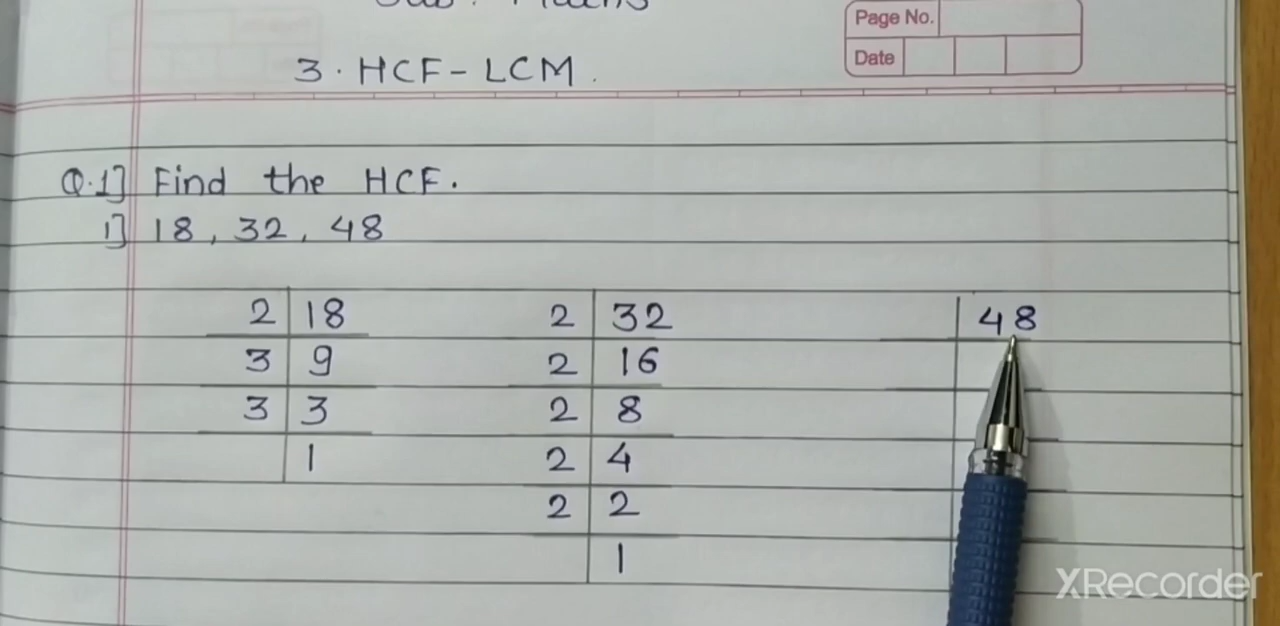 Page No.
Date
3. HCF-LCM.
Q.1] Find the HCF.
1] 18, 32, 48
2 18 2 32 48
3 9 2 16
3 3 2 8
1 2 4
2 2
1
XRecorder